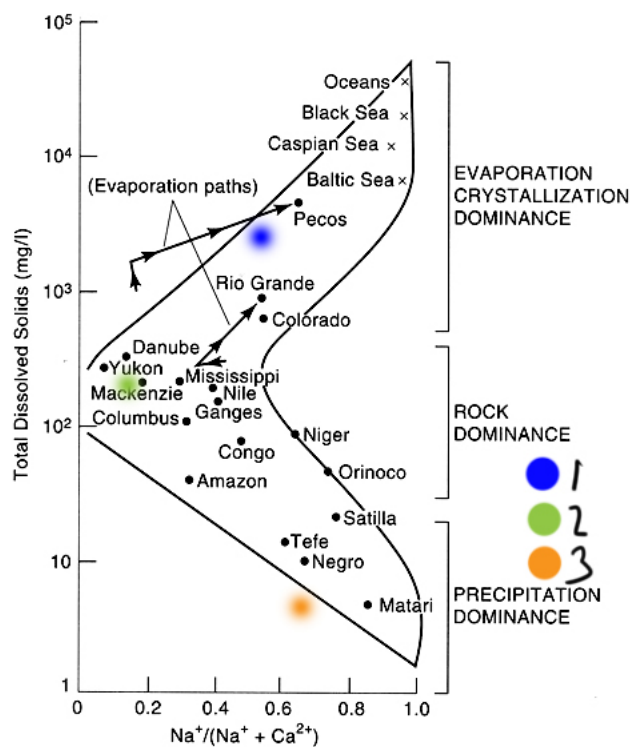 10⁵
Oceans
Black Sea
Caspian Sea
10⁴
Baltic Sea
(Evaporation paths)
Pecos
EVAPORATION
CRYSTALLIZATION
DOMINANCE
Total Dissolved Solids (mg/l)
10³
Rio Grande
Colorado
Danube
Yukon
Mississippi
Mackenzie
Nile
Ganges
Columbus
10²
Niger
Congo
Orinoco
Amazon
ROCK
DOMINANCE
1
2
3
Satilla
Tefe
10
Negro
Matari
PRECIPITATION
DOMINANCE
1
0 0.2 0.4 0.6 0.8 1.0
Na⁺/(Na⁺ + Ca²⁺)